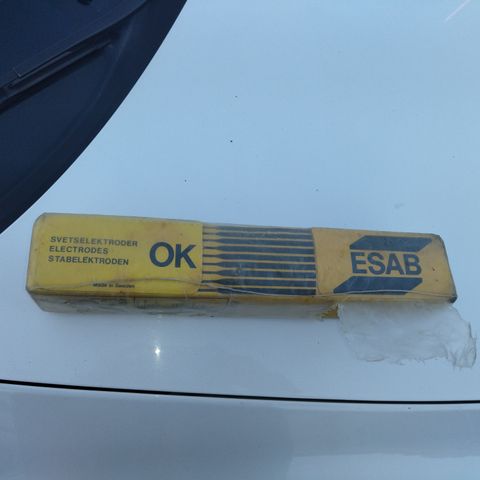 SVETSELEKTRODER
ELECTRODES
STABELEKTRODEN
OK
Made in Sweden
ESAB